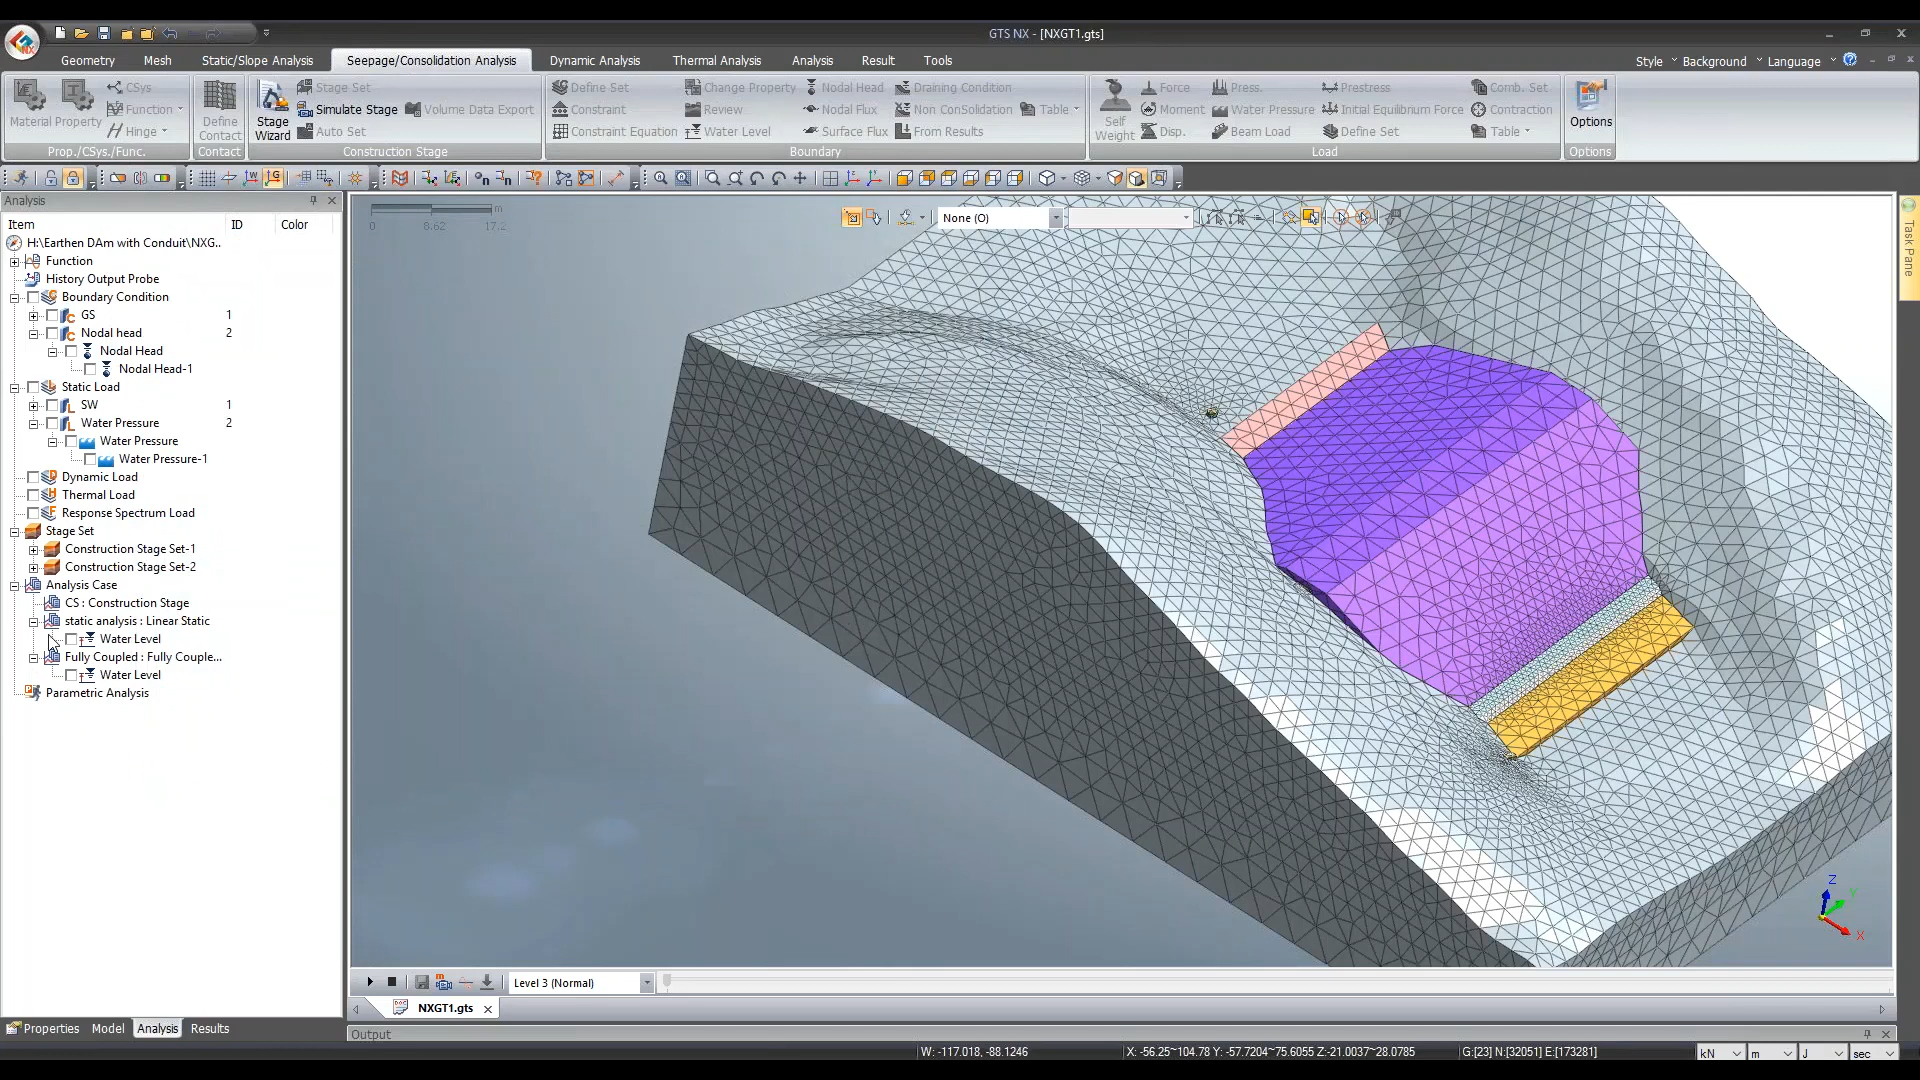 GTS NX - [NXGT1.gts]
Geometry Mesh Static/Slope Analysis Seepage/Consolidation Analysis Dynamic Analysis Thermal Analysis Analysis Result Tools Style Background Language
Material Property CSys Function Hinge
Prop./CSys./Func.
Define Contact
Contact
Stage Wizard Stage Set Simulate Stage Auto Set Volume Data Export
Construction Stage
Define Set Constraint Constraint Equation Change Property Review Water Level Nodal Head Nodal Flux Surface Flux Draining Condition Non ConSolidation From Results Table
Boundary
Self Weight Force Moment Disp. Press. Water Pressure Beam Load Prestress Initial Equilibrium Force Define Set Comb. Set Contraction Table
Load
Options
Options
Analysis
Item ID Color
H:\Earthen DAm with Conduit\NXG..
Function
History Output Probe
Boundary Condition
GS 1
Nodal head 2
Nodal Head
Nodal Head-1
Static Load
SW 1
Water Pressure 2
Water Pressure
Water Pressure-1
Dynamic Load
Thermal Load
Response Spectrum Load
Stage Set
Construction Stage Set-1
Construction Stage Set-2
Analysis Case
CS : Construction Stage
static analysis : Linear Static
Water Level
Fully Coupled : Fully Couple...
Water Level
Parametric Analysis
m
0 8.62 17.2
None (O)
Task Pane
Z
Y
X
Level 3 (Normal)
NXGT1.gts
Properties Model Analysis Results
Output
W: -117.018, -88.1246 X: -56.25~104.78 Y: -57.7204~75.6055 Z:-21.0037~28.0785 G:[23] N:[32051] E:[173281] kN m J sec